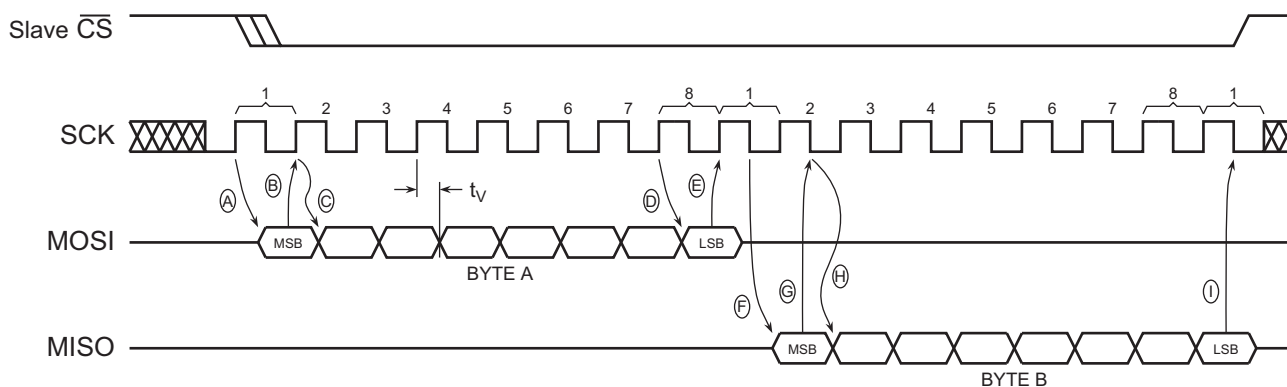 Slave CS
1 2 3 4 5 6 7 8 1 2 3 4 5 6 7 8 1
SCK
A B C t_V D E
MOSI MSB LSB
BYTE A
F G H I
MISO MSB LSB
BYTE B